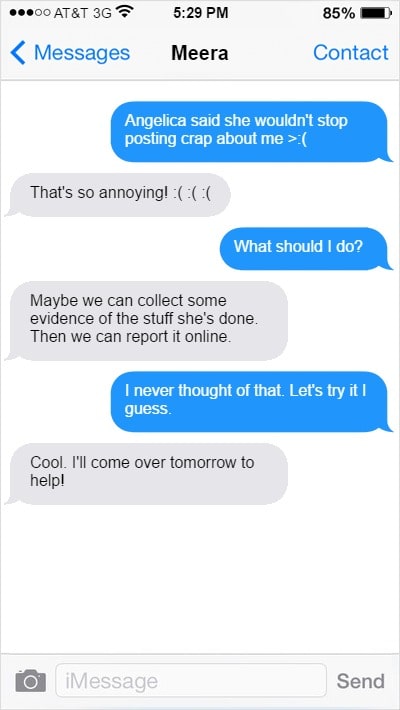 AT&T 3G 5:29 PM 85%
Messages Meera Contact
Angelica said she wouldn't stop
posting crap about me >:(
That's so annoying! :( :( :(
What should I do?
Maybe we can collect some
evidence of the stuff she's done.
Then we can report it online.
I never thought of that. Let's try it I
guess.
Cool. I'll come over tomorrow to
help!
iMessage Send